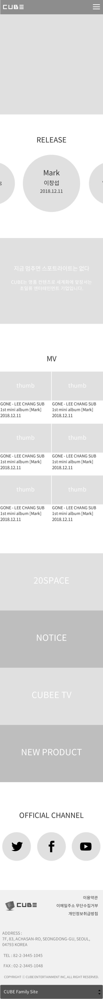 CUBE
RELEASE
Mark
이창섭
2018.12.11
지금 멈추면 스포트라이트는 없다
CUBE는 명품 컨텐츠로 세계화에 앞장서는
초일류 엔터테인먼트 기업입니다.
MV
thumb
thumb
GONE - LEE CHANG SUB
1st mini album [Mark]
2018.12.11
GONE - LEE CHANG SUB
1st mini album [Mark]
2018.12.11
thumb
thumb
GONE - LEE CHANG SUB
1st mini album [Mark]
2018.12.11
GONE - LEE CHANG SUB
1st mini album [Mark]
2018.12.11
thumb
thumb
GONE - LEE CHANG SUB
1st mini album [Mark]
2018.12.11
GONE - LEE CHANG SUB
1st mini album [Mark]
2018.12.11
20SPACE
NOTICE
CUBEE TV
NEW PRODUCT
OFFICIAL CHANNEL
CUBE
이용약관
이메일주소 무단수집거부
개인정보취급방침
ADDRESS :
7F, 83, ACHASAN-RO, SEONGDONG-GU, SEOUL,
04793 KOREA
TEL : 82-2-3445-1045
FAX : 02-2-3445-1048
COPYRIGHT ⓒ CUBE ENTERTAINMENT INC, ALL RIGHT RESERVED.
CUBE Family Site